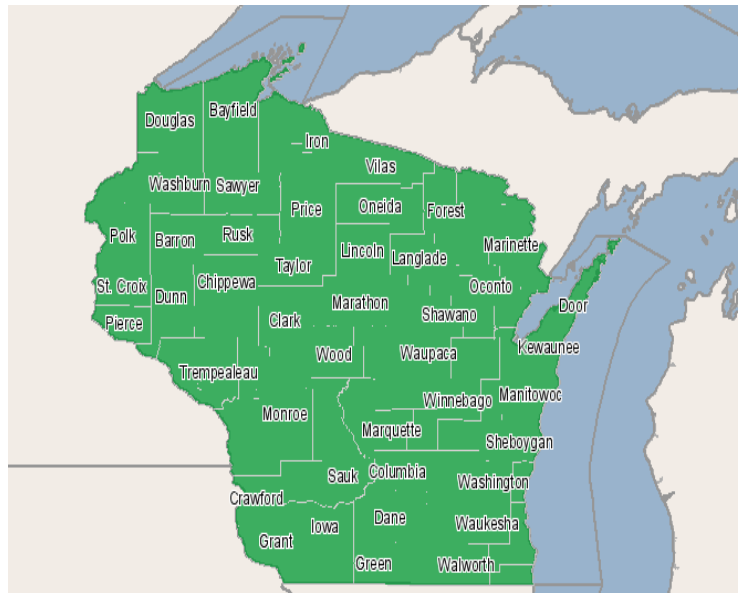 Bayfield
Douglas
Iron
Vilas
Washburn
Sawyer
Price
Oneida
Forest
Polk
Barron
Rusk
Marinette
Lincoln
Langlade
Taylor
St. Croix
Chippewa
Oconto
Dunn
Marathon
Door
Pierce
Clark
Shawano
Kewaunee
Wood
Waupaca
Trempealeau
Manitowoc
Winnebago
Monroe
Marquette
Sheboygan
Columbia
Sauk
Washington
Crawford
Dane
Iowa
Waukesha
Grant
Green
Walworth